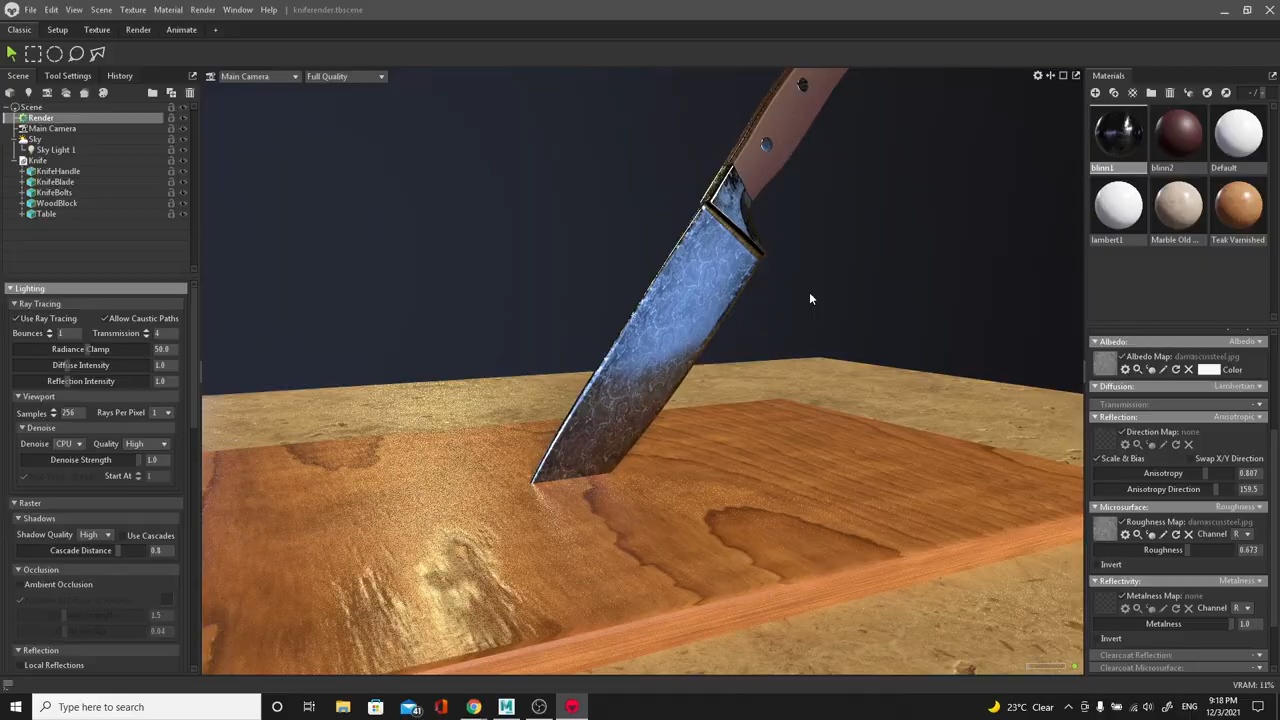 File Edit View Scene Texture Material Render Window Help kniferender.tbscene
Classic Setup Texture Render Animate +
Scene Tool Settings History
Main Camera Full Quality
Materials
Scene
Render
Main Camera
Sky
Sky Light 1
Knife
KnifeHandle
KnifeBlade
KnifeBolts
WoodBlock
Table
blinn1 blinn2 Default
lambert1 Marble Old Teak Varnished
Lighting
Ray Tracing
Use Ray Tracing Allow Caustic Paths
Bounces 1 Transmission 4
Radiance Clamp 50.0
Diffuse Intensity 1.0
Reflection Intensity 1.0
Viewport
Samples 256 Rays Per Pixel 1
Denoise
Denoise CPU Quality High
Denoise Strength 1.0
Start At 1
Raster
Shadows
Shadow Quality High Use Cascades
Cascade Distance 0.8
Occlusion
Ambient Occlusion
1.5
0.04
Reflection
Local Reflections
Albedo: Albedo
Albedo Map: damascussteel.jpg
Color
Diffusion: Lambertian
Transmission:
Reflection: Anisotropic
Direction Map: none
Scale & Bias Swap X/Y Direction
Anisotropy 0.807
Anisotropy Direction 159.5
Microsurface: Roughness
Roughness Map: damascussteel.jpg
Channel R
Roughness 0.673
Invert
Reflectivity: Metalness
Metalness Map: none
Channel R
Metalness 1.0
Invert
Clearcoat Reflection:
Clearcoat Microsurface:
VRAM: 11%
Type here to search
41
23°C Clear
ENG
9:18 PM
12/3/2021